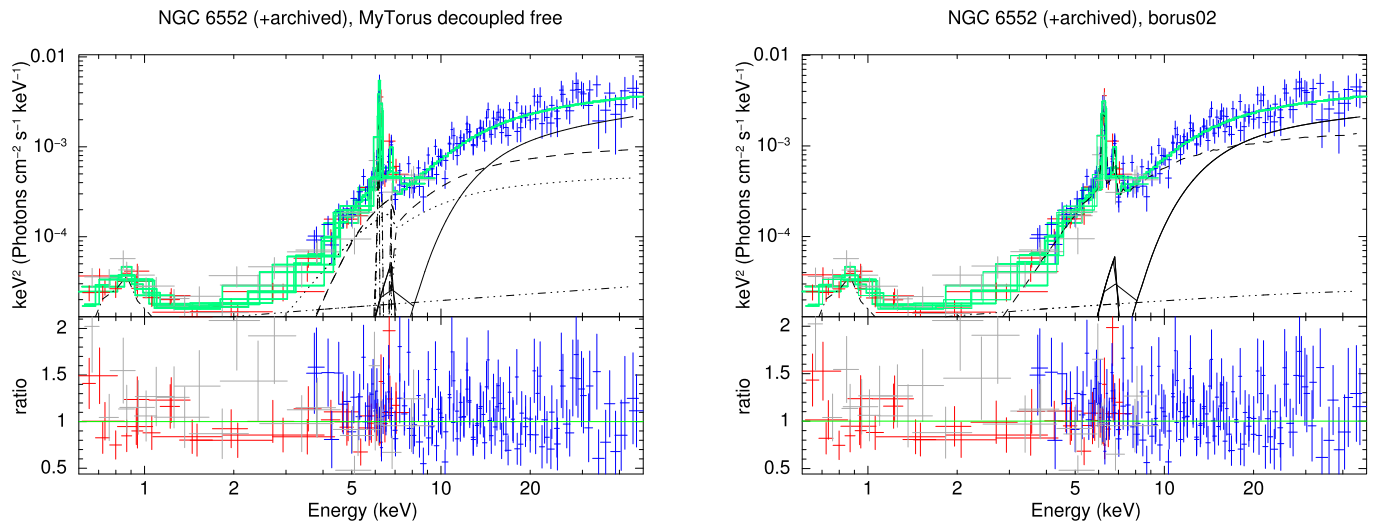 NGC 6552 (+archived), MyTorus decoupled free
keV² (Photons cm⁻² s⁻¹ keV⁻¹)
0.01
10⁻³
10⁻⁴
ratio
2
1.5
1
0.5
1 2 5 10 20
Energy (keV)
NGC 6552 (+archived), borus02
keV² (Photons cm⁻² s⁻¹ keV⁻¹)
0.01
10⁻³
10⁻⁴
ratio
2
1.5
1
0.5
1 2 5 10 20
Energy (keV)